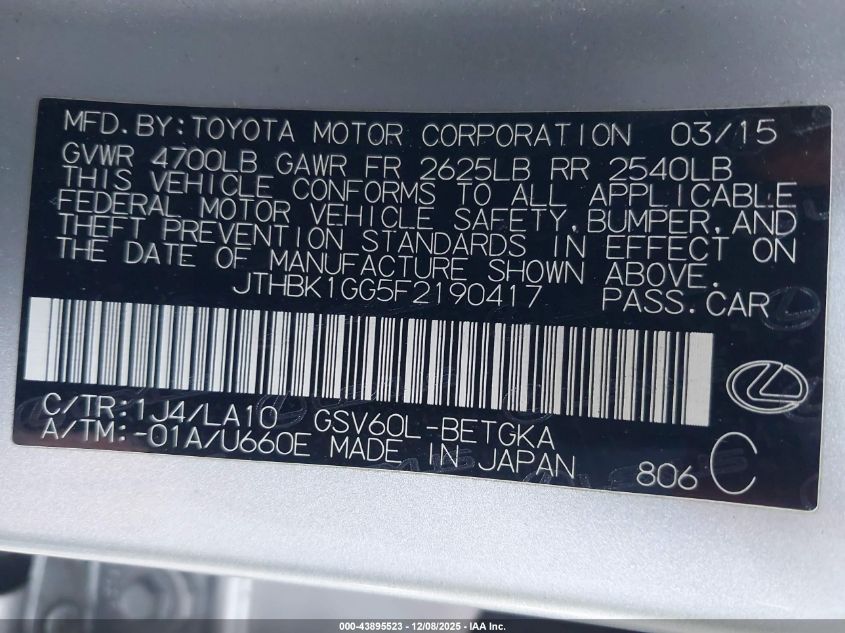 MFD.BY:TOYOTA MOTOR CORPORATION 03/15
GVWR 4700LB GAWR FR 2625LB RR 2540LB
THIS VEHICLE CONFORMS TO ALL APPLICABLE
FEDERAL MOTOR VEHICLE SAFETY, BUMPER, AND
THEFT PREVENTION STANDARDS IN EFFECT ON
THE DATE OF MANUFACTURE SHOWN ABOVE.
JTHBK1GG5F2190417 PASS.CAR
C/TR:1J4/LA10 GSV60L-BETGKA
A/TM:-01A/U660E MADE IN JAPAN 806 C
000-43895523 - 12/08/2025 - IAA Inc.